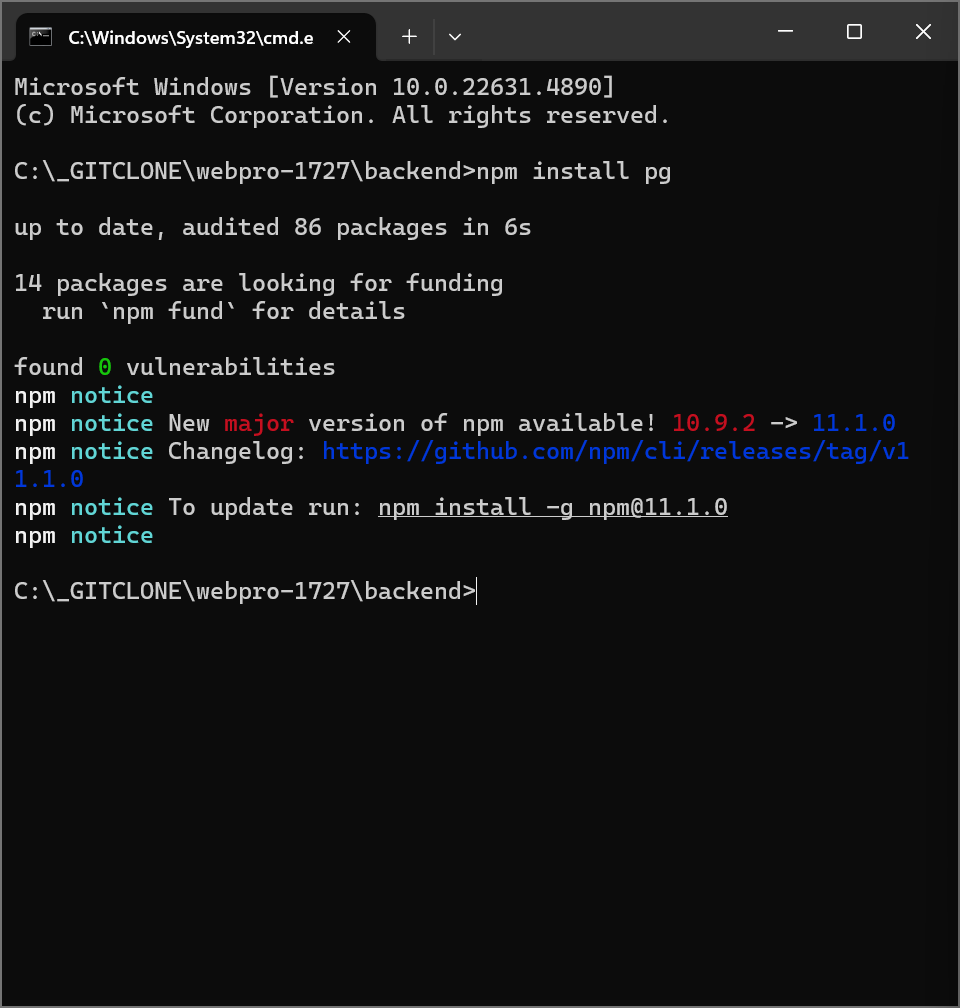 C:\Windows\System32\cmd.e
Microsoft Windows [Version 10.0.22631.4890]
(c) Microsoft Corporation. All rights reserved.
C:\_GITCLONE\webpro-1727\backend>npm install pg
up to date, audited 86 packages in 6s
14 packages are looking for funding
  run `npm fund` for details
found 0 vulnerabilities
npm notice
npm notice New major version of npm available! 10.9.2 -> 11.1.0
npm notice Changelog: https://github.com/npm/cli/releases/tag/v1
1.1.0
npm notice To update run: npm install -g npm@11.1.0
npm notice
C:\_GITCLONE\webpro-1727\backend>